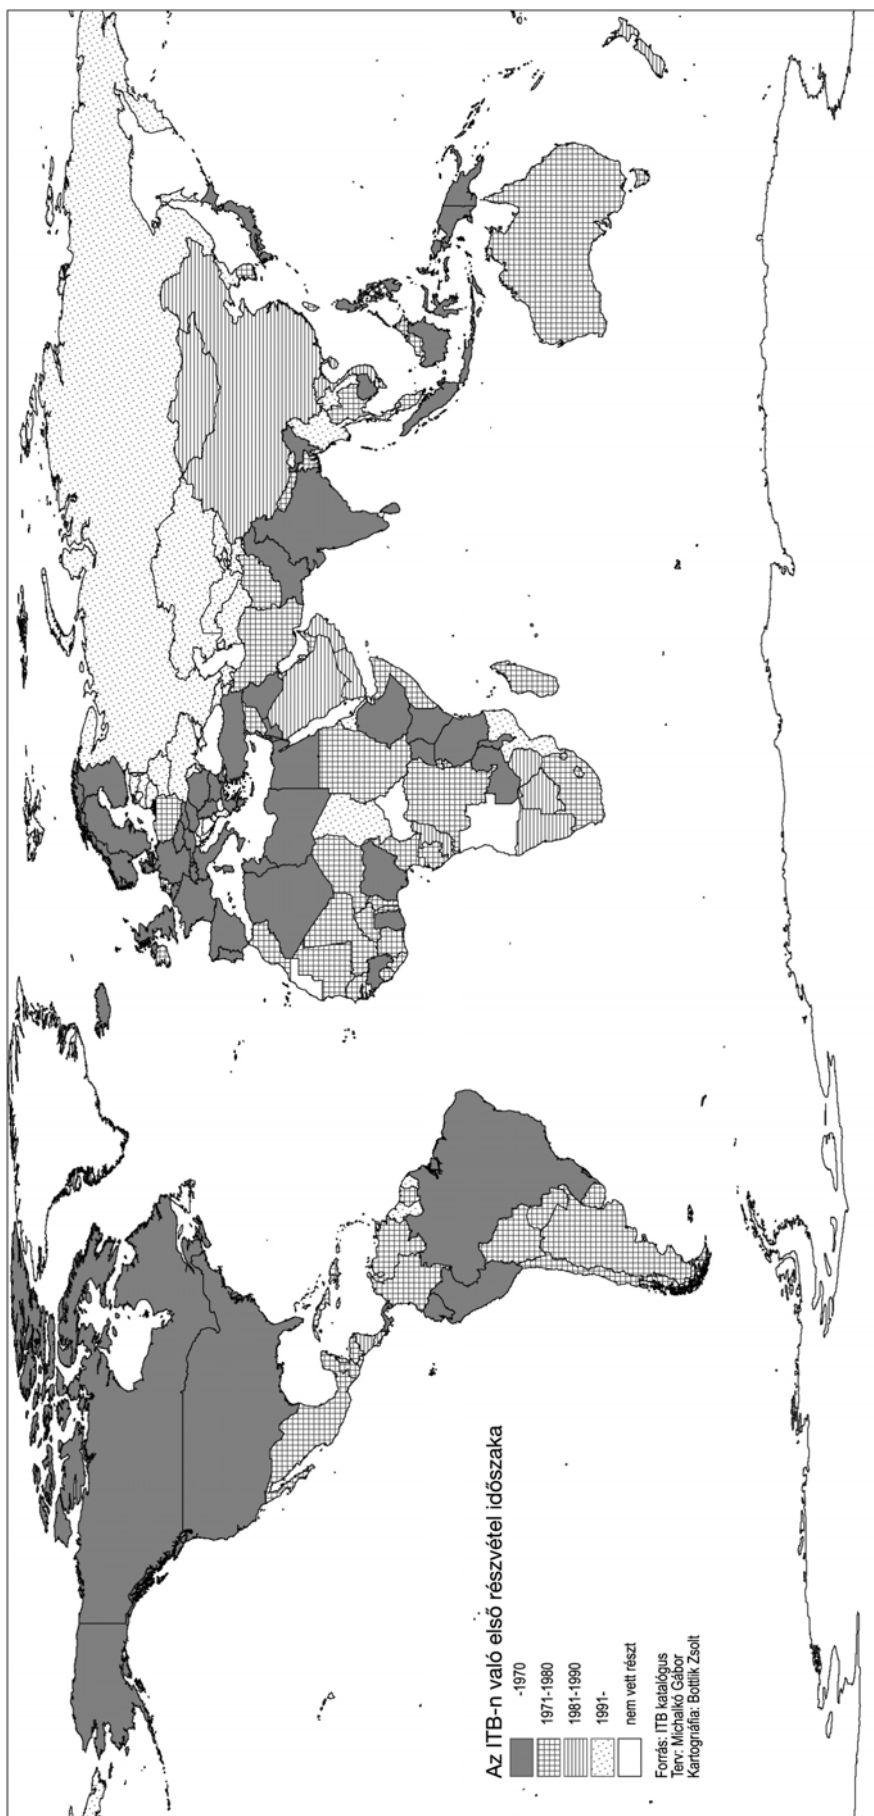 Az ITB-n való első részvétel időszaka
-1970
1971-1980
1981-1990
1991-
nem vett részt
Forrás: ITB katalógus
Terv: Michalkó Gábor
Kartogriáfia: Bottlik Zsolt